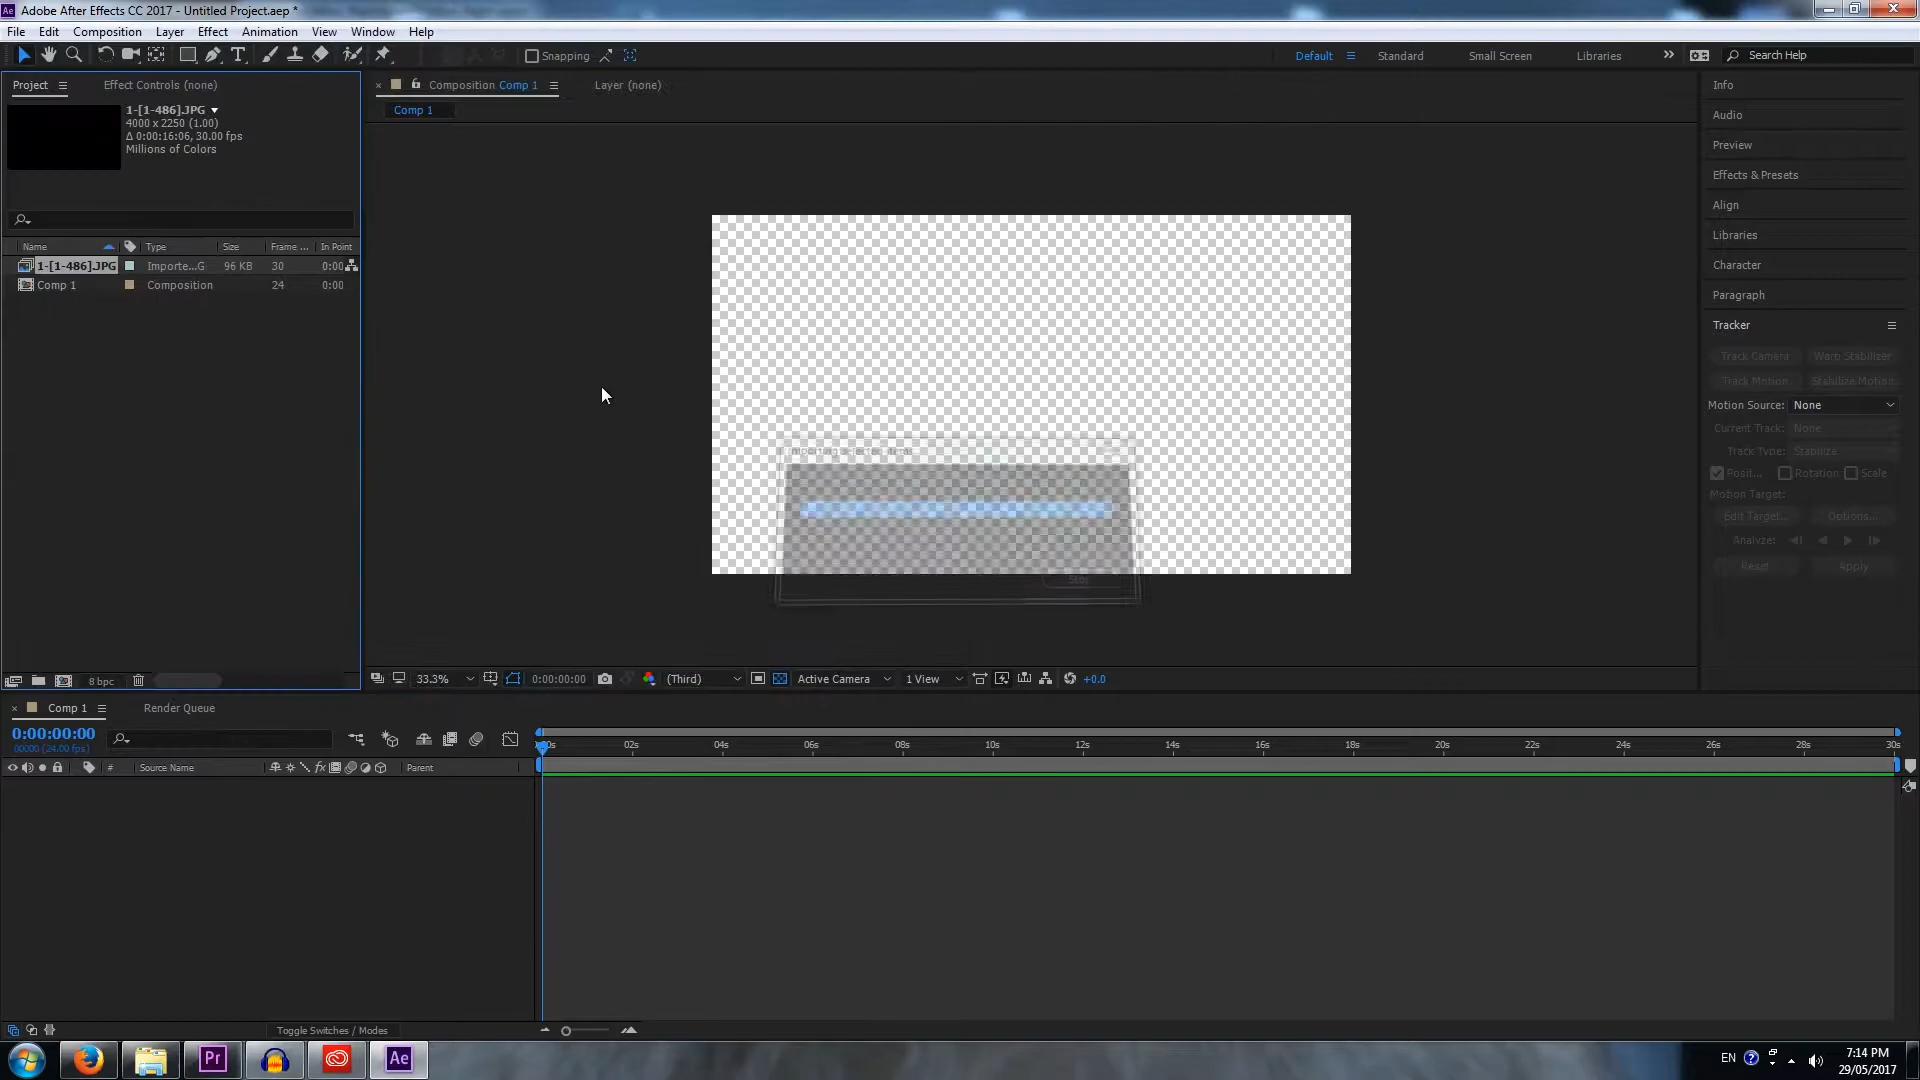 Adobe After Effects CC 2017 - Untitled Project.aep *
File Edit Composition Layer Effect Animation View Window Help
Snapping Default Standard Small Screen Libraries Search Help
Project Effect Controls (none)
1-[1-486].JPG
4000 x 2250 (1.00)
Δ 0:00:16:06, 30.00 fps
Millions of Colors
Name Type Size Frame ... In Point
1-[1-486].JPG Importe...G 96 KB 30 0:00
Comp 1 Composition 24 0:00
8 bpc
Composition Comp 1 Layer (none)
Comp 1
Importing selected items
Stop
33.3% 0:00:00:00 (Third) Active Camera 1 View +0.0
Info
Audio
Preview
Effects & Presets
Align
Libraries
Character
Paragraph
Tracker
Track Camera Warp Stabilizer
Track Motion Stabilize Motion
Motion Source: None
Current Track: None
Track Type: Stabilize
Positi... Rotation Scale
Motion Target:
Edit Target... Options...
Analyze:
Reset Apply
Comp 1 Render Queue
0:00:00:00
00000 (24.00 fps)
# Source Name Parent
02s 04s 06s 08s 10s 12s 14s 16s 18s 20s 22s 24s 26s 28s 30s
Toggle Switches / Modes
Pr Ae
EN
7:14 PM
29/05/2017